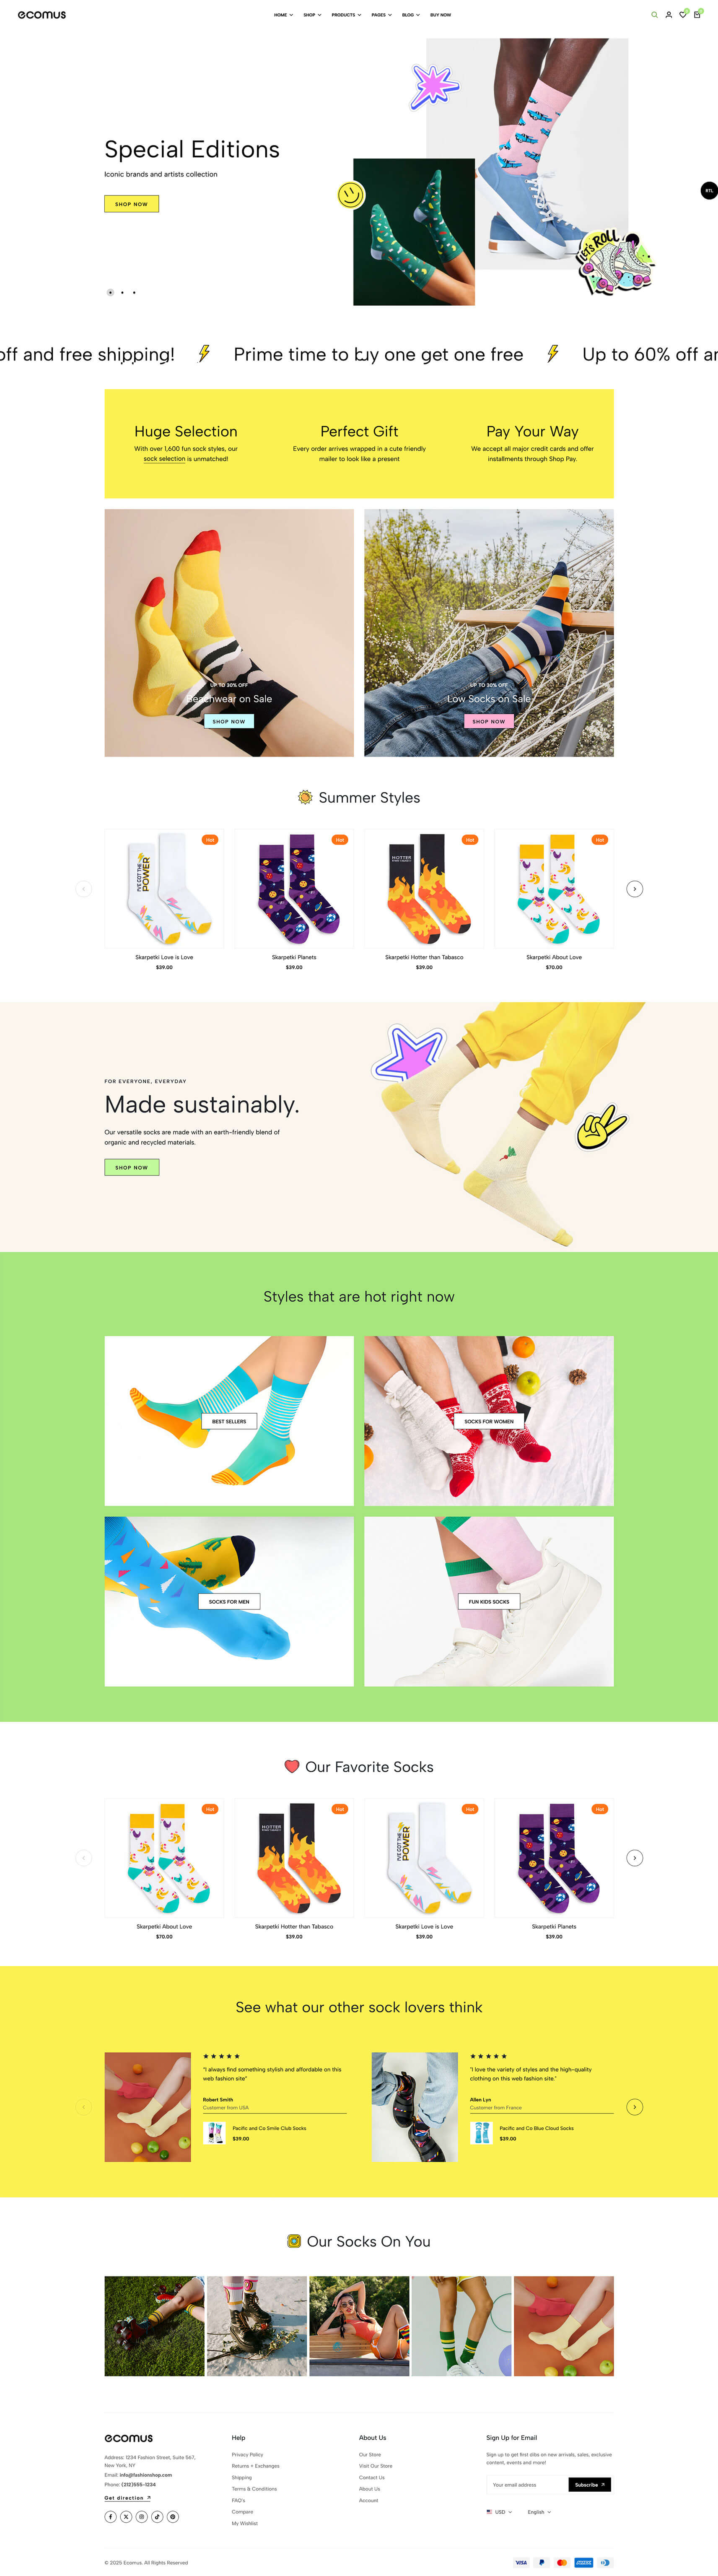 ecomus
HOME SHOP PRODUCTS PAGES BLOG BUY NOW
0 0
Special Editions
Iconic brands and artists collection
SHOP NOW
LET'S ROLL
RTL
off and free shipping! Prime time to buy one get one free Up to 60% off an
Huge Selection
With over 1,600 fun sock styles, our
sock selection is unmatched!
Perfect Gift
Every order arrives wrapped in a cute friendly
mailer to look like a present
Pay Your Way
We accept all major credit cards and offer
installments through Shop Pay.
UP TO 30% OFF
Beachwear on Sale
SHOP NOW
UP TO 30% OFF
Low Socks on Sale
SHOP NOW
Summer Styles
Hot
I'VE GOT THE
POWER
Skarpetki Love is Love
$39.00
Hot
Skarpetki Planets
$39.00
Hot
HOTTER
Skarpetki Hotter than Tabasco
$39.00
Hot
Skarpetki About Love
$70.00
FOR EVERYONE, EVERYDAY
Made sustainably.
Our versatile socks are made with an earth-friendly blend of
organic and recycled materials.
SHOP NOW
Styles that are hot right now
BEST SELLERS
SOCKS FOR WOMEN
SOCKS FOR MEN
FUN KIDS SOCKS
Our Favorite Socks
Hot
Skarpetki About Love
$70.00
Hot
HOTTER
Skarpetki Hotter than Tabasco
$39.00
Hot
I'VE GOT THE
POWER
Skarpetki Love is Love
$39.00
Hot
Skarpetki Planets
$39.00
See what our other sock lovers think
"I always find something stylish and affordable on this
web fashion site"
Robert Smith
Customer from USA
Pacific and Co Smile Club Socks
$39.00
"I love the variety of styles and the high-quality
clothing on this web fashion site."
Allen Lyn
Customer from France
Pacific and Co Blue Cloud Socks
$39.00
Our Socks On You
ecomus
Address: 1234 Fashion Street, Suite 567,
New York, NY
Email: info@fashionshop.com
Phone: (212)555-1234
Get direction
Help
Privacy Policy
Returns + Exchanges
Shipping
Terms & Conditions
FAQ's
Compare
My Wishlist
About Us
Our Store
Visit Our Store
Contact Us
About Us
Account
Sign Up for Email
Sign up to get first dibs on new arrivals, sales, exclusive
content, events and more!
Your email address
Subscribe
USD English
© 2025 Ecomus. All Rights Reserved
VISA